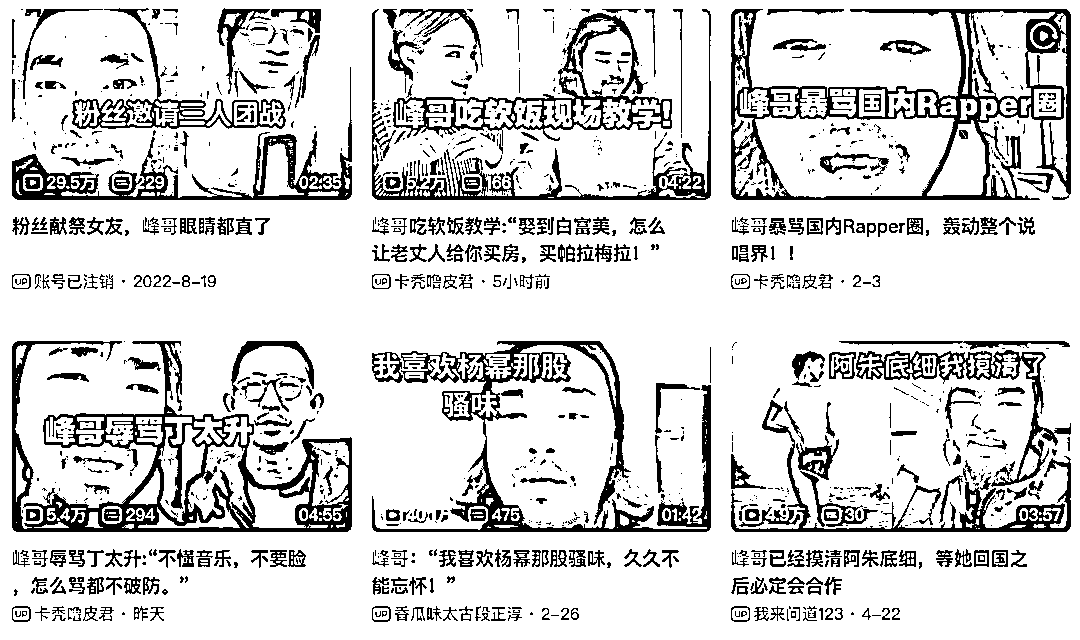 粉丝邀请三人团战
29.5万 229 02:35
粉丝献祭女友，峰哥眼睛都直了
UP 账号已注销 · 2022-8-19
峰哥吃软饭现场教学!
5.2万 166 04:22
峰哥吃软饭教学:“娶到白富美，怎么
让老丈人给你买房，买帕拉梅拉！”
UP 卡秃噜皮君 · 5小时前
峰哥暴骂国内Rapper圈
峰哥暴骂国内Rapper圈，轰动整个说
唱界！！
UP 卡秃噜皮君 · 2-3
峰哥辱骂丁太升
5.4万 294 04:55
峰哥辱骂丁太升:“不懂音乐，不要脸
，怎么骂都不破防。”
UP 卡秃噜皮君 · 昨天
我喜欢杨幂那股
骚味
475 01:42
峰哥：“我喜欢杨幂那股骚味，久久不
能忘怀！”
UP 香瓜味太古段正淳 · 2-26
阿朱底细我摸清了
4.9万 30 03:57
峰哥已经摸清阿朱底细，等她回国之
后必定会合作
UP 我来问道123 · 4-22